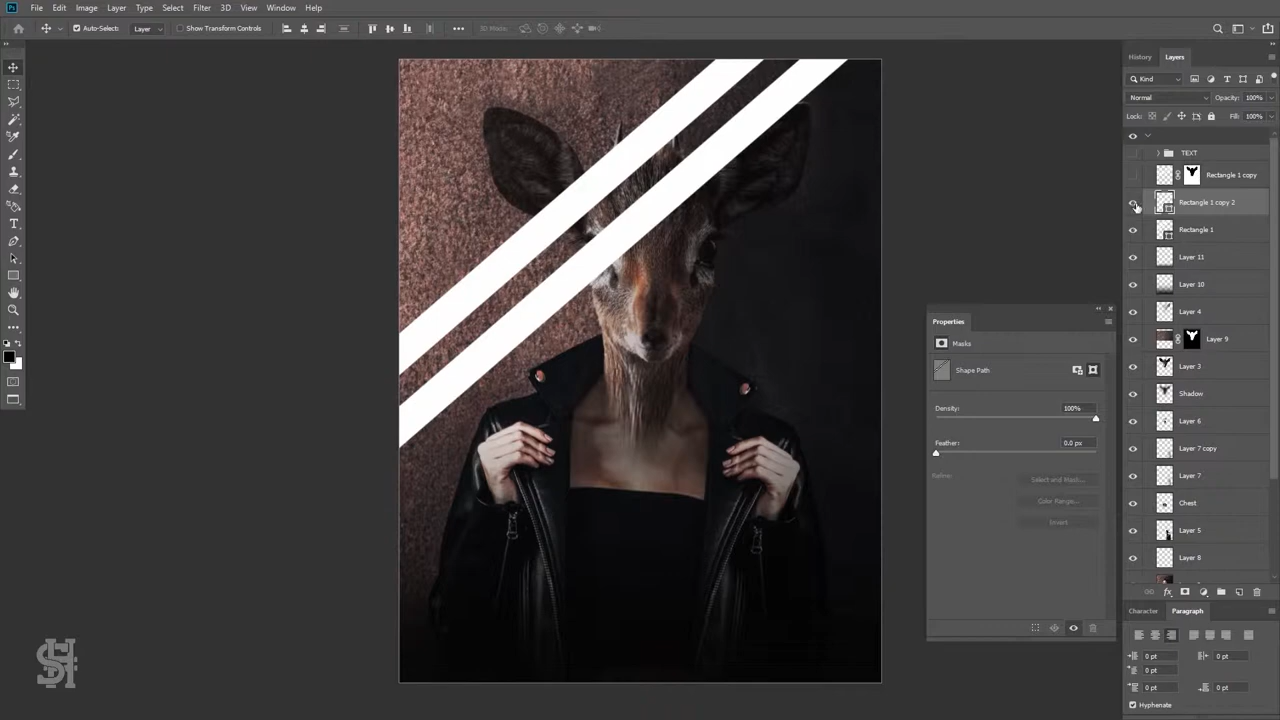 Ps File Edit Image Layer Type Select Filter 3D View Window Help
Auto-Select: Layer Show Transform Controls 3D Mode:
History Layers
Kind
Normal Opacity: 100%
Lock: Fill: 100%
TEXT
Rectangle 1 copy
Rectangle 1 copy 2
Rectangle 1
Layer 11
Layer 10
Layer 4
Layer 9
Layer 3
Shadow
Layer 6
Layer 7 copy
Layer 7
Chest
Layer 5
Layer 8
Properties
Masks
Shape Path
Density: 100%
Feather: 0.0 px
Refine:
Select and Mask...
Color Range...
Invert
Character Paragraph
0 pt 0 pt
0 pt
0 pt 0 pt
Hyphenate